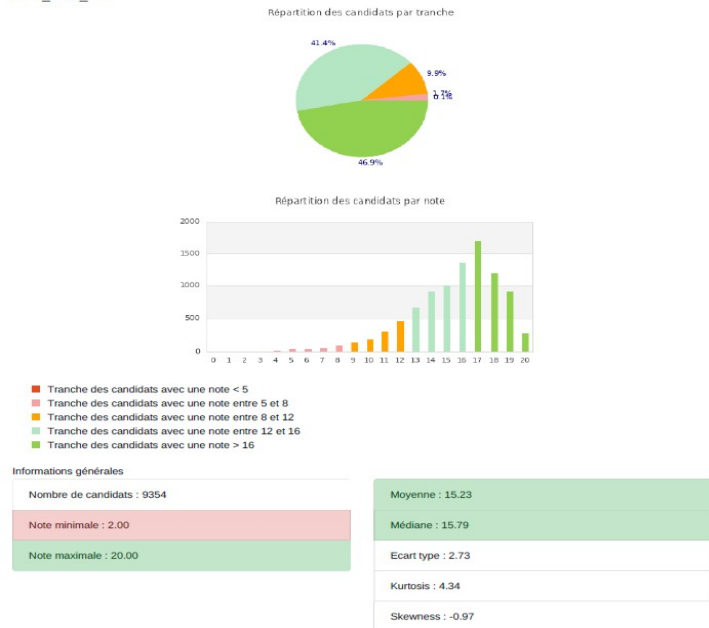 Répartition des candidats par tranche
41.4%
9.9%
1.7%
0.1%
46.9%
Répartition des candidats par note
2000
1500
1000
500
0
0 1 2 3 4 5 6 7 8 9 10 11 12 13 14 15 16 17 18 19 20
Tranche des candidats avec une note < 5
Tranche des candidats avec une note entre 5 et 8
Tranche des candidats avec une note entre 8 et 12
Tranche des candidats avec une note entre 12 et 16
Tranche des candidats avec une note > 16
Informations générales
Nombre de candidats : 9354
Note minimale : 2.00
Note maximale : 20.00
Moyenne : 15.23
Médiane : 15.79
Ecart type : 2.73
Kurtosis : 4.34
Skewness : -0.97